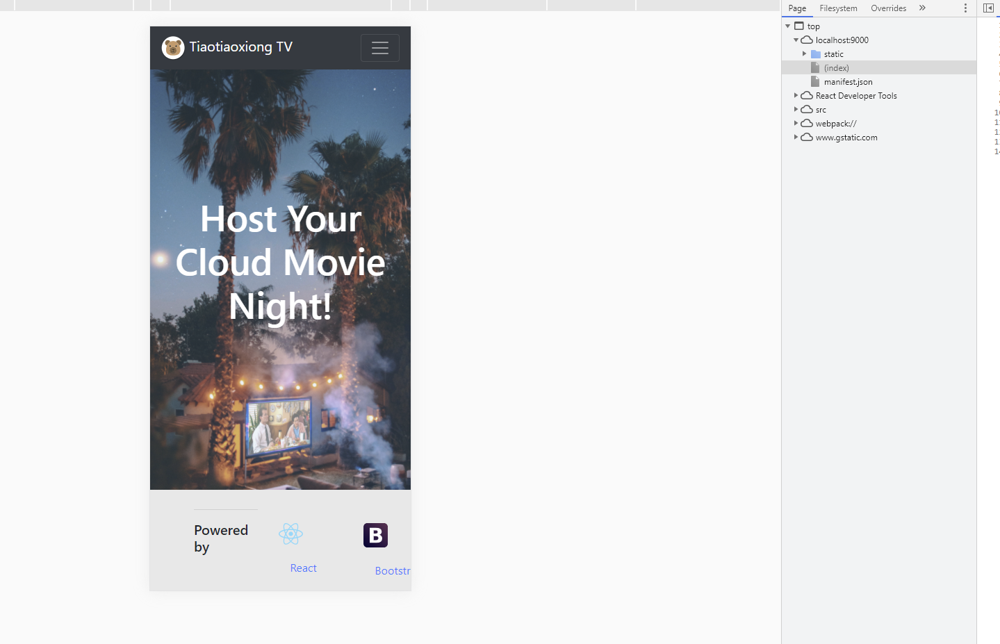 Tiaotiaoxiong TV
Host Your
Cloud Movie
Night!
Powered
by
React
B
Bootstr
Page Filesystem Overrides »
top
localhost:9000
static
(index)
manifest.json
React Developer Tools
src
webpack://
www.gstatic.com